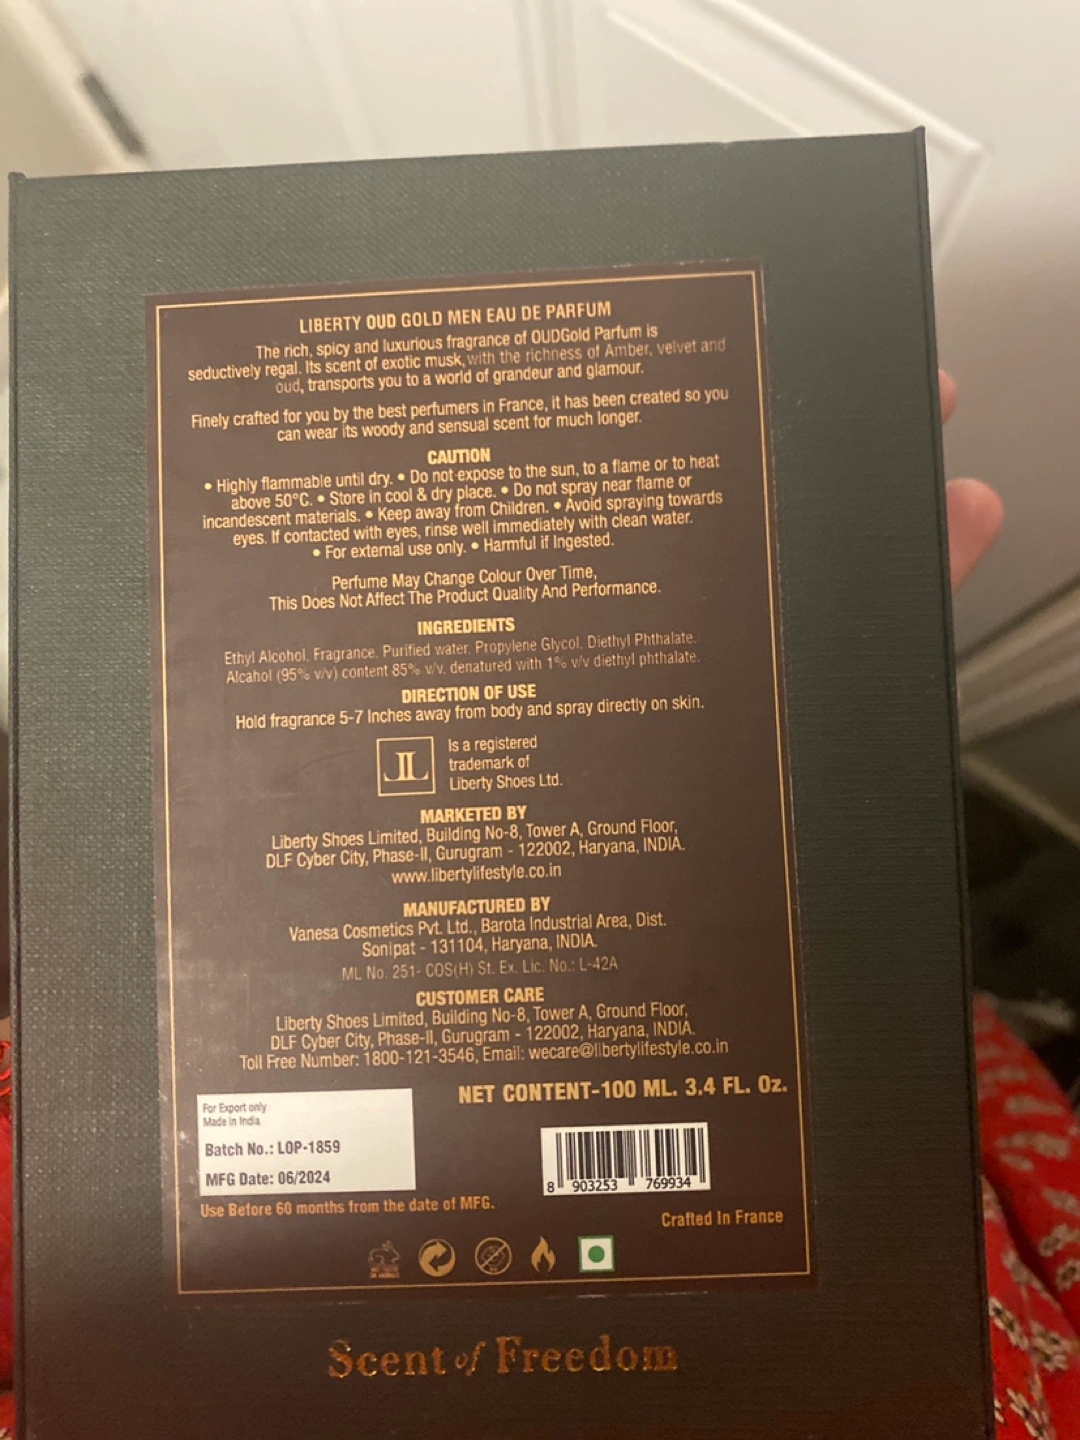 LIBERTY OUD GOLD MEN EAU DE PARFUM
The rich, spicy and luxurious fragrance of OUDGold Parfum is
seductively regal. Its scent of exotic musk, with the richness of Amber, velvet and
oud, transports you to a world of grandeur and glamour.
Finely crafted for you by the best perfumers in France, it has been created so you
can wear its woody and sensual scent for much longer.
CAUTION
• Highly flammable until dry. • Do not expose to the sun, to a flame or to heat
above 50°C. • Store in cool & dry place. • Do not spray near flame or
incandescent materials. • Keep away from Children. • Avoid spraying towards
eyes. If contacted with eyes, rinse well immediately with clean water.
• For external use only. • Harmful if Ingested.
Perfume May Change Colour Over Time,
This Does Not Affect The Product Quality And Performance.
INGREDIENTS
Ethyl Alcohol, Fragrance, Purified water, Propylene Glycol, Diethyl Phthalate.
Alcahol (95% v/v) content 85% v/v, denatured with 1% v/v diethyl phthalate.
DIRECTION OF USE
Hold fragrance 5-7 Inches away from body and spray directly on skin.
JL
Is a registered
trademark of
Liberty Shoes Ltd.
MARKETED BY
Liberty Shoes Limited, Building No-8, Tower A, Ground Floor,
DLF Cyber City, Phase-II, Gurugram - 122002, Haryana, INDIA.
www.libertylifestyle.co.in
MANUFACTURED BY
Vanesa Cosmetics Pvt. Ltd., Barota Industrial Area, Dist.
Sonipat - 131104, Haryana, INDIA.
ML No. 251- COS(H) St. Ex. Lic. No.: L-42A
CUSTOMER CARE
Liberty Shoes Limited, Building No-8, Tower A, Ground Floor,
DLF Cyber City, Phase-II, Gurugram - 122002, Haryana, INDIA.
Toll Free Number: 1800-121-3546, Email: wecare@libertylifestyle.co.in
NET CONTENT-100 ML. 3.4 FL. Oz.
For Export only
Made in India
Batch No.: LOP-1859
MFG Date: 06/2024
8 903253 769934
Use Before 60 months from the date of MFG.
Crafted In France
Scent of Freedom